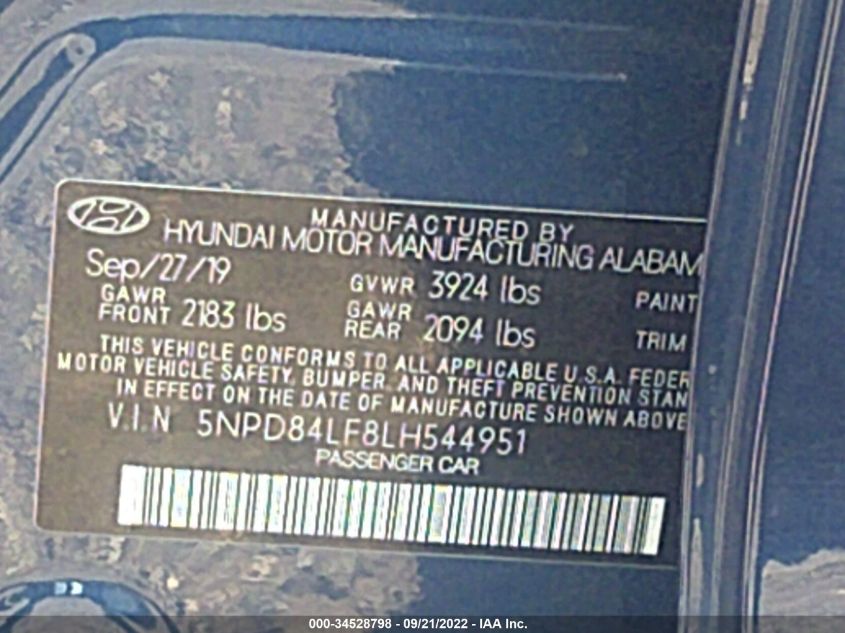 MANUFACTURED BY
HYUNDAI MOTOR MANUFACTURING ALABAM
Sep/27/19 GVWR 3924 lbs PAINT
GAWR FRONT 2183 lbs GAWR REAR 2094 lbs TRIM
THIS VEHICLE CONFORMS TO ALL APPLICABLE U.S.A. FEDER
MOTOR VEHICLE SAFETY, BUMPER, AND THEFT PREVENTION STAN
IN EFFECT ON THE DATE OF MANUFACTURE SHOWN ABOVE
V.I.N 5NPD84LF8LH544951
PASSENGER CAR
000-34528798 - 09/21/2022 - IAA Inc.